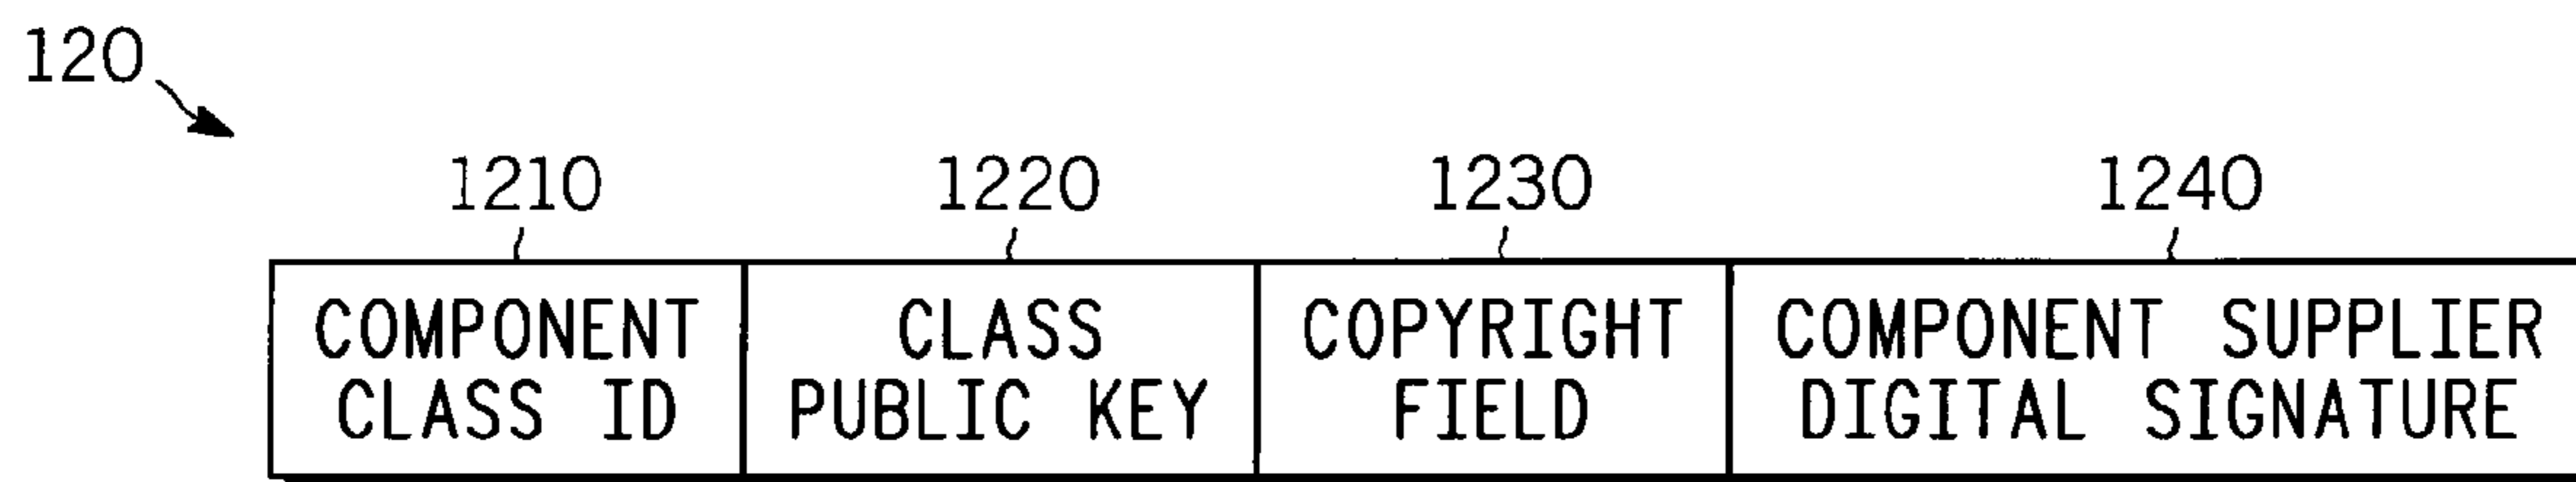 120
1210 1220 1230 1240
COMPONENT CLASS COPYRIGHT COMPONENT SUPPLIER
CLASS ID PUBLIC KEY FIELD DIGITAL SIGNATURE